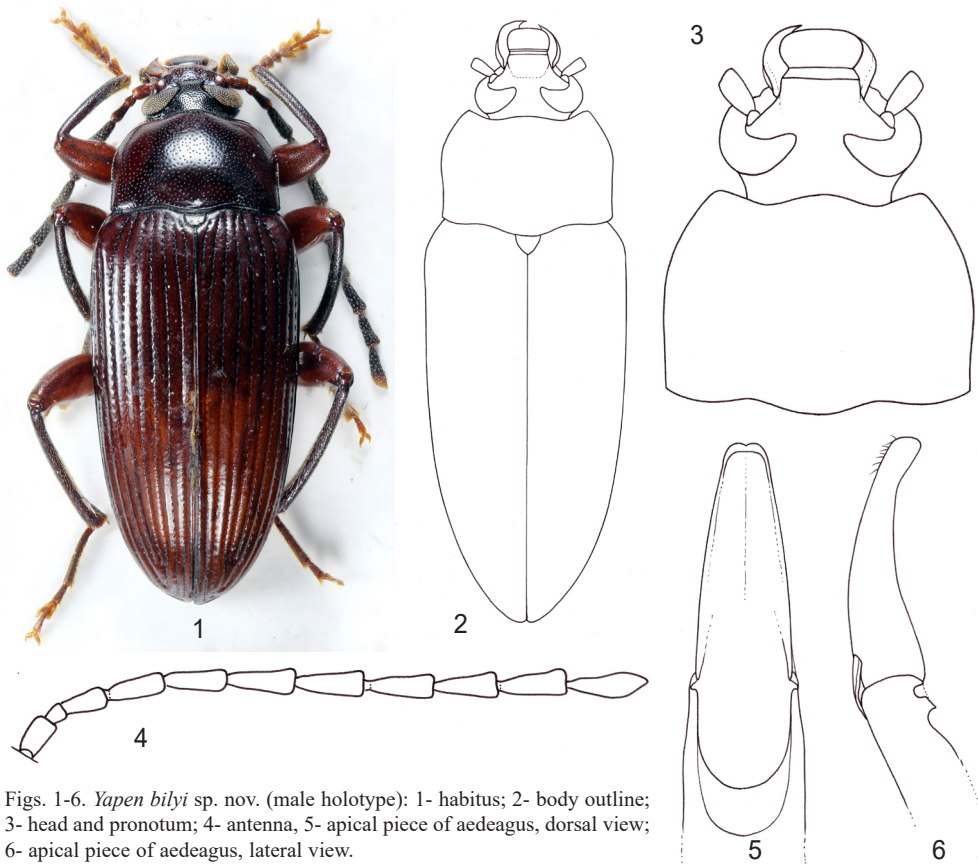 3
1
2
4
Figs. 1-6. Yapen bilyi sp. nov. (male holotype): 1- habitus; 2- body outline;
3- head and pronotum; 4- antenna, 5- apical piece of aedeagus, dorsal view;
6- apical piece of aedeagus, lateral view.
5
6